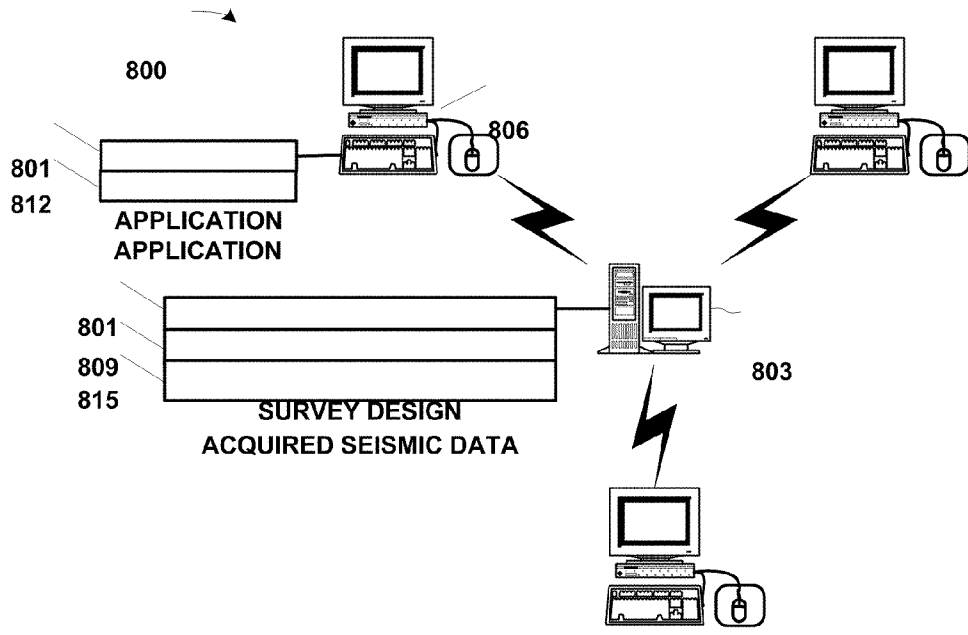 800
806
801
812
APPLICATION
APPLICATION
801
809
803
815
SURVEY DESIGN
ACQUIRED SEISMIC DATA